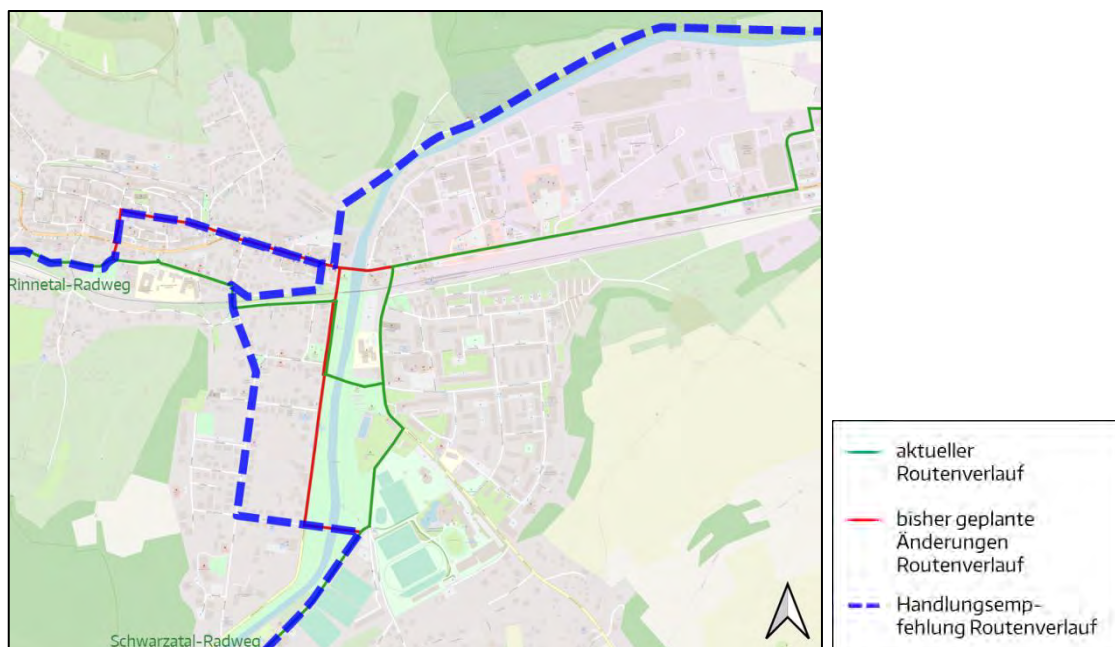 Rinnetal-Radweg
Schwarzatal-Radweg
aktueller
Routenverlauf
bisher geplante
Änderungen
Routenverlauf
Handlungsemp-
fehlung Routenverlauf